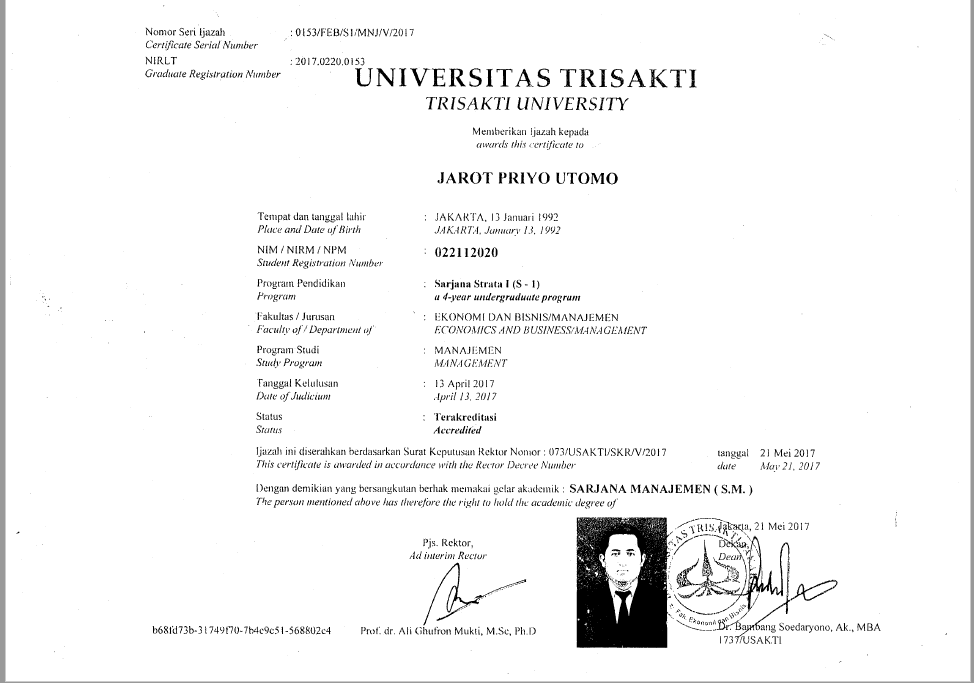 Nomor Seri Ijazah : 0153/FEB/S1/MNJ/V/2017
Certificate Serial Number
NIRLT : 2017.0220.0153
Graduate Registration Number
UNIVERSITAS TRISAKTI
TRISAKTI UNIVERSITY
Memberikan Ijazah kepada
awards this certificate to
JAROT PRIYO UTOMO
Tempat dan tanggal lahir : JAKARTA, 13 Januari 1992
Place and Date of Birth JAKARTA, January 13, 1992
NIM / NIRM / NPM : 022112020
Student Registration Number
Program Pendidikan : Sarjana Strata I (S - 1)
Program a 4-year undergraduate program
Fakultas / Jurusan : EKONOMI DAN BISNIS/MANAJEMEN
Faculty of / Department of ECONOMICS AND BUSINESS/MANAGEMENT
Program Studi : MANAJEMEN
Study Program MANAGEMENT
Tanggal Kelulusan : 13 April 2017
Date of Judicium April 13, 2017
Status : Terakreditasi
Status Accredited
Ijazah ini diserahkan berdasarkan Surat Keputusan Rektor Nomor : 073/USAKTI/SKR/V/2017 tanggal 21 Mei 2017
This certificate is awarded in accordance with the Rector Decree Number date May 21, 2017
Dengan demikian yang bersangkutan berhak memakai gelar akademik : SARJANA MANAJEMEN ( S.M. )
The person mentioned above has therefore the right to hold the academic degree of
Jakarta, 21 Mei 2017
Pjs. Rektor, Dekan,
Ad interim Rector Dean
Fak. Ekonomi dan Bisnis
b68fd73b-31749f70-7b4c9c51-568802c4 Prof. dr. Ali Ghufron Mukti, M.Sc, Ph.D Dr. Bambang Soedaryono, Ak., MBA
1737/USAKTI